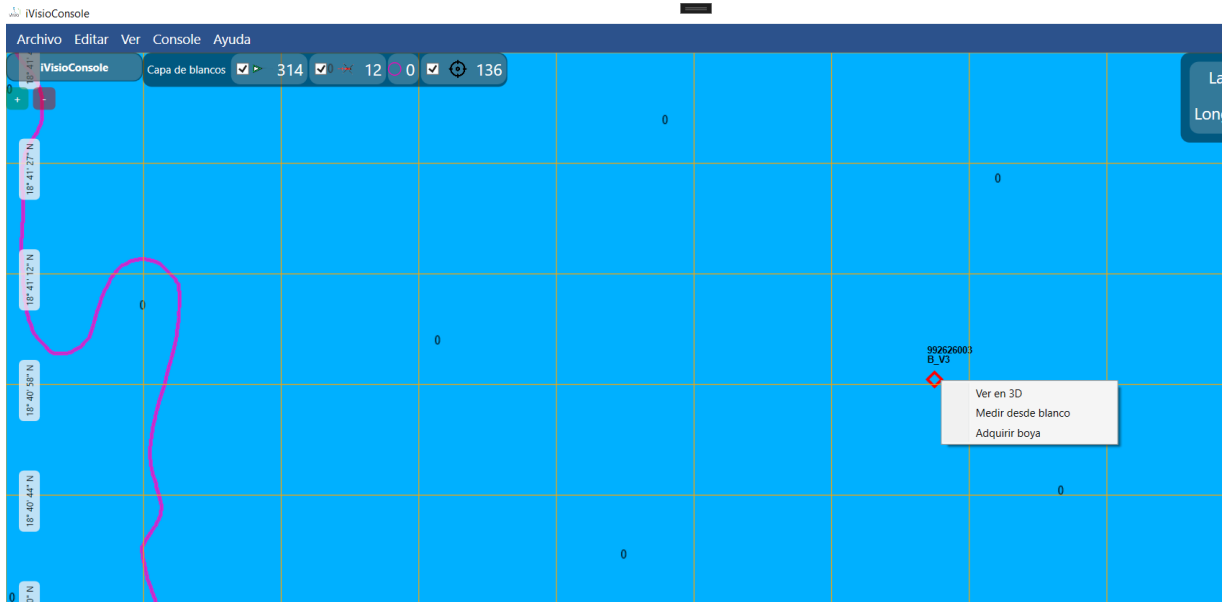 iVisioConsole
Archivo Editar Ver Console Ayuda
iVisioConsole
Capa de blancos 314 12 0 136
+ -
0
0
0
0
0
0
0
0
18° 41' 27" N
18° 41' 12" N
18° 40' 58" N
18° 40' 44" N
992626003
B_V3
Ver en 3D
Medir desde blanco
Adquirir boya